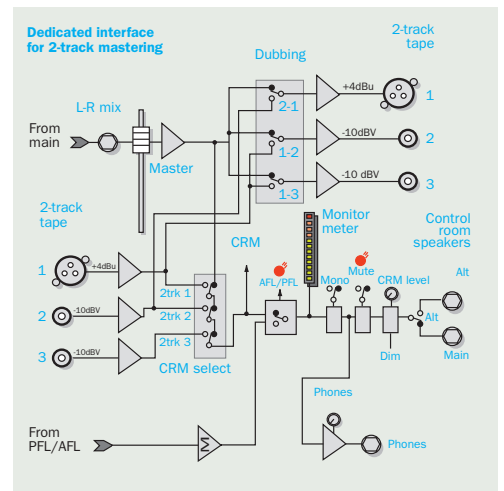 Dedicated interface
for 2-track mastering
2-track
tape
Dubbing
+4dBu
1
L-R mix
2-1
From
main
-10dBV
2
1-2
Master
-10 dBV
3
1-3
2-track
tape
Monitor
meter
Control
room
speakers
CRM
1
+4dBu
AFL/PFL
Mono
Mute
CRM level
Alt
2trk 1
2
-10dBV
2trk 2
Alt
3
-10dBV
2trk 3
Dim
Main
CRM select
Phones
From
PFL/AFL
Σ
Phones